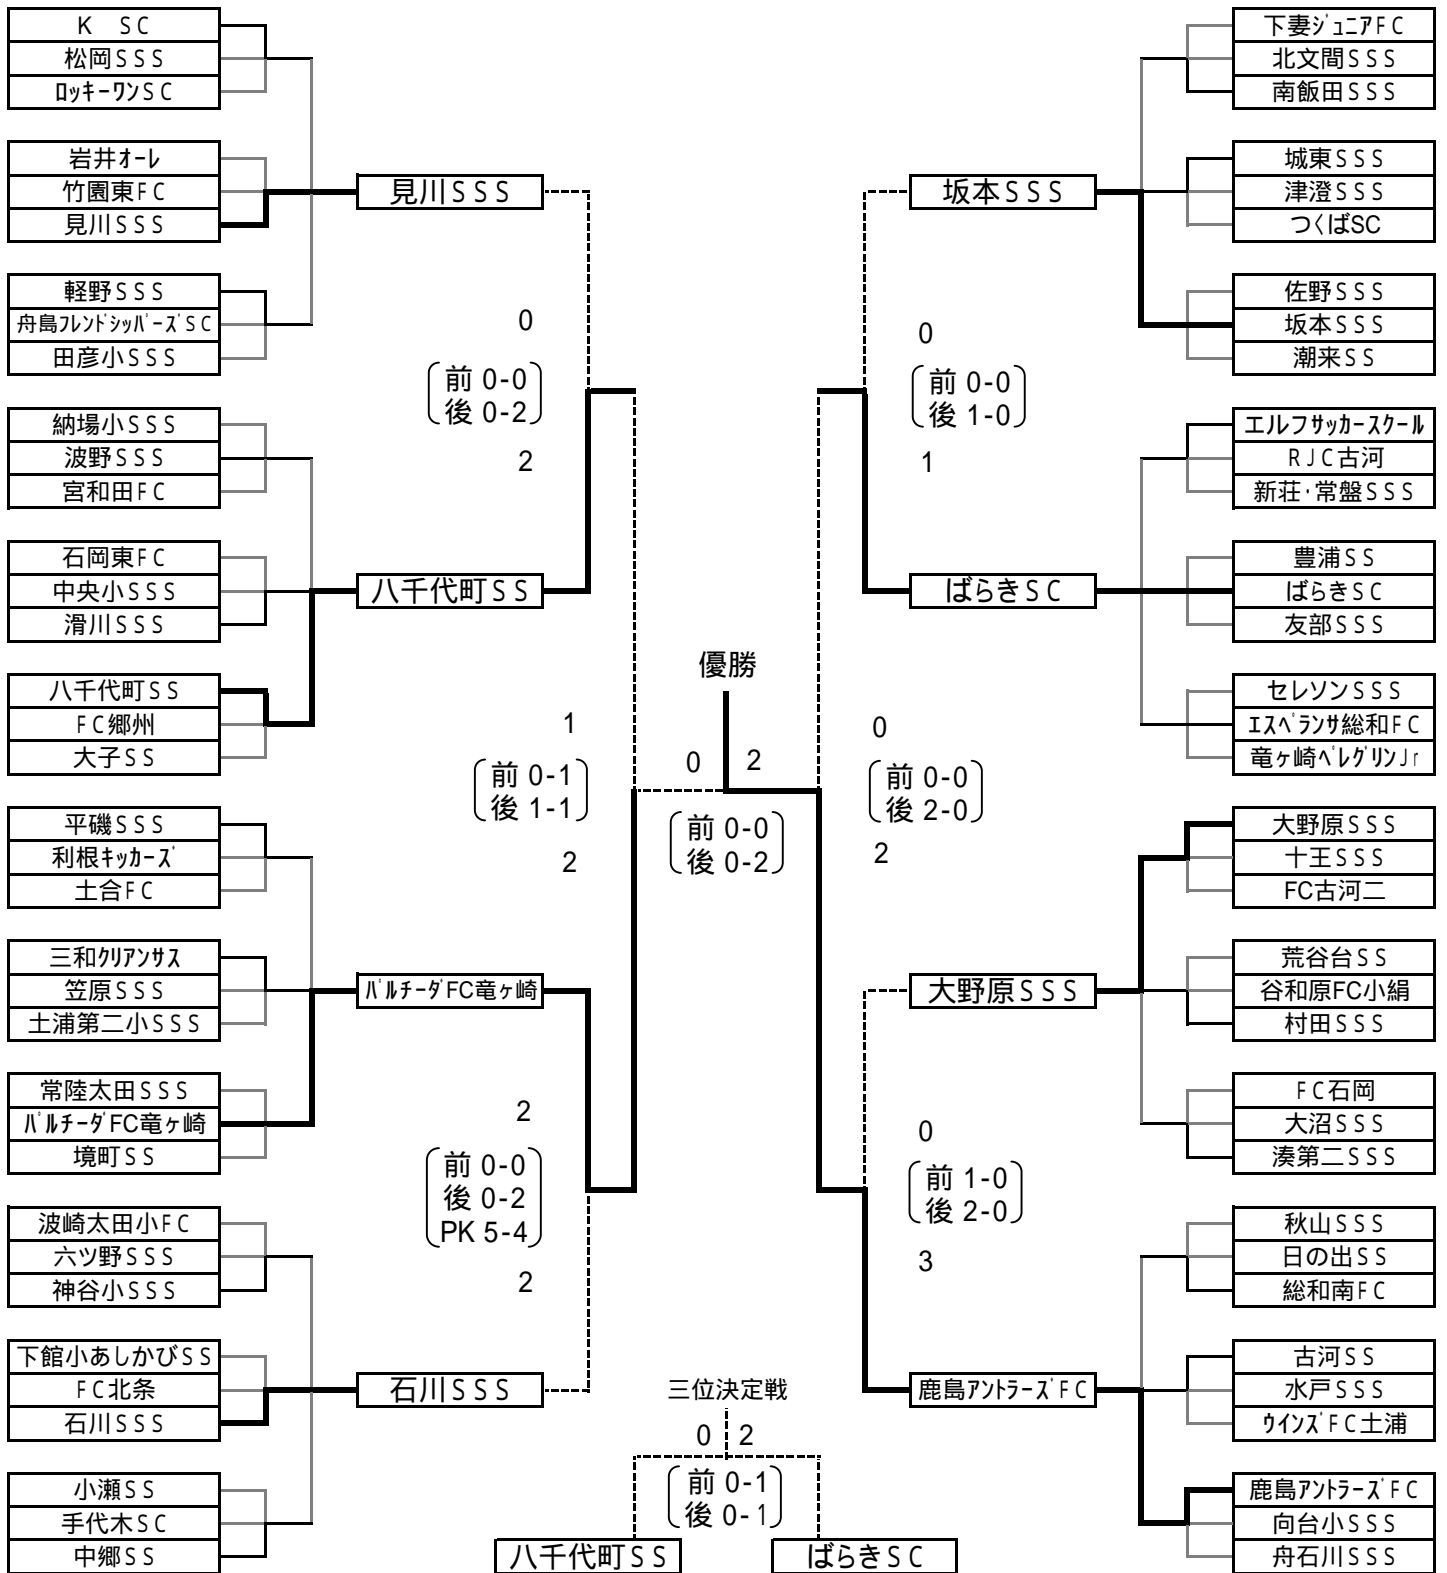 K　SC
松岡SSS
ﾛｯｷｰﾜﾝSC
岩井ｵｰﾚ
竹園東FC
見川SSS
軽野SSS
舟島ﾌﾚﾝﾄﾞｼｯﾊﾟｰｽﾞSC
田彦小SSS
納場小SSS
波野SSS
宮和田FC
石岡東FC
中央小SSS
滑川SSS
八千代町SS
FC郷州
大子SS
平磯SSS
利根ｷｯｶｰｽﾞ
土合FC
三和ｸﾘｱﾝｻｽ
笠原SSS
土浦第二小SSS
常陸太田SSS
ﾊﾟﾙﾁｰﾀﾞFC竜ヶ崎
境町SS
波崎太田小FC
六ツ野SSS
神谷小SSS
下館小あしかびSS
FC北条
石川SSS
小瀬SS
手代木SC
中郷SS
見川SSS
0
前 0-0
後 0-2
2
八千代町SS
1
前 0-1
後 1-1
2
ﾊﾟﾙﾁｰﾀﾞFC竜ヶ崎
2
前 0-0
後 0-2
PK 5-4
2
石川SSS
優勝
0 2
前 0-0
後 0-2
三位決定戦
0 2
前 0-1
後 0-1
八千代町SS
ばらきSC
坂本SSS
0
前 0-0
後 1-0
1
ばらきSC
0
前 0-0
後 2-0
2
大野原SSS
0
前 1-0
後 2-0
3
鹿島ｱﾝﾄﾗｰｽﾞFC
下妻ｼﾞｭﾆｱFC
北文間SSS
南飯田SSS
城東SSS
津澄SSS
つくばSC
佐野SSS
坂本SSS
潮来SS
エルフｻｯｶｰｽｸｰﾙ
RJC古河
新荘･常盤SSS
豊浦SS
ばらきSC
友部SSS
セレソンSSS
ｴｽﾍﾟﾗﾝｻ総和FC
竜ヶ崎ﾍﾟﾚｸﾞﾘﾝJr
大野原SSS
十王SSS
FC古河二
荒谷台SS
谷和原FC小絹
村田SSS
FC石岡
大沼SSS
湊第二SSS
秋山SSS
日の出SS
総和南FC
古河SS
水戸SSS
ｳｲﾝｽﾞFC土浦
鹿島ｱﾝﾄﾗｰｽﾞFC
向台小SSS
舟石川SSS